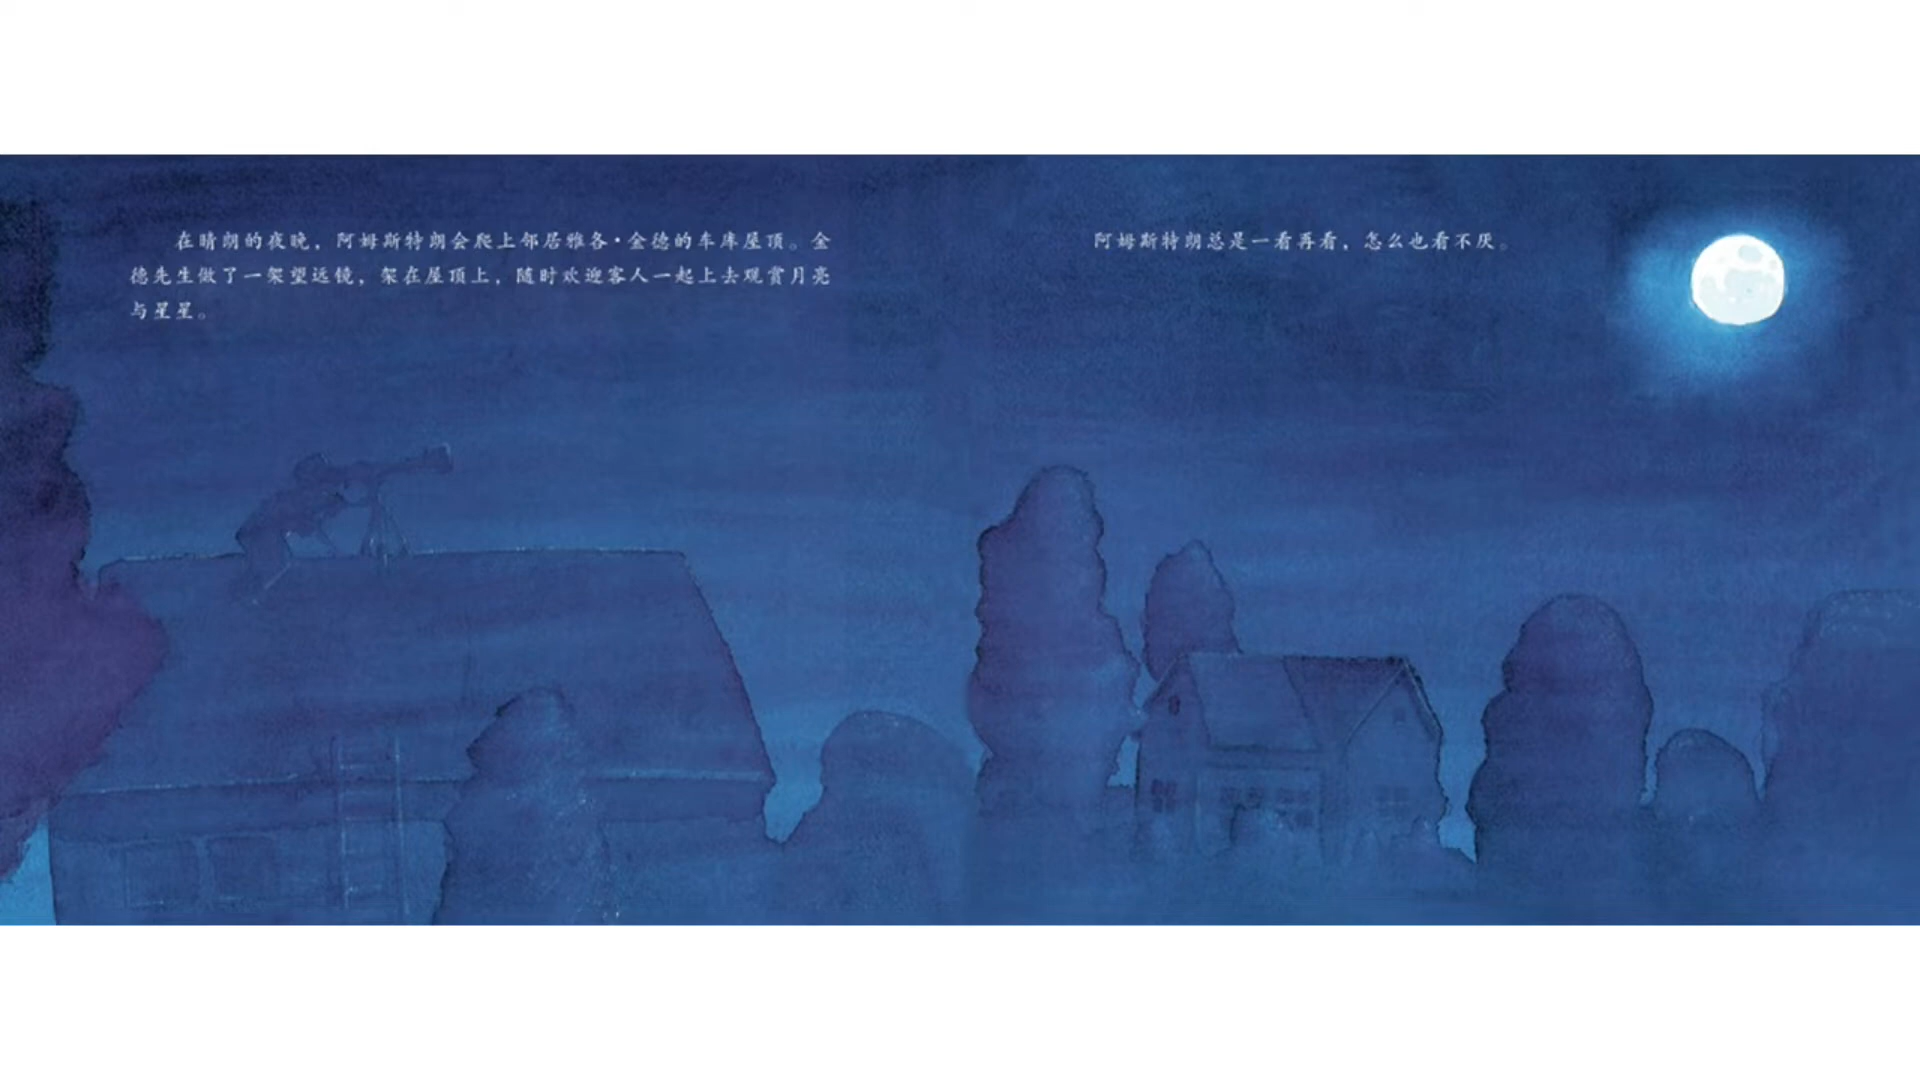 在晴朗的夜晚，阿姆斯特朗会爬上邻居雅各·金德的车库屋顶。金
德先生做了一架望远镜，架在屋顶上，随时欢迎客人一起上去观赏月亮
与星星。
阿姆斯特朗总是一看再看，怎么也看不厌。